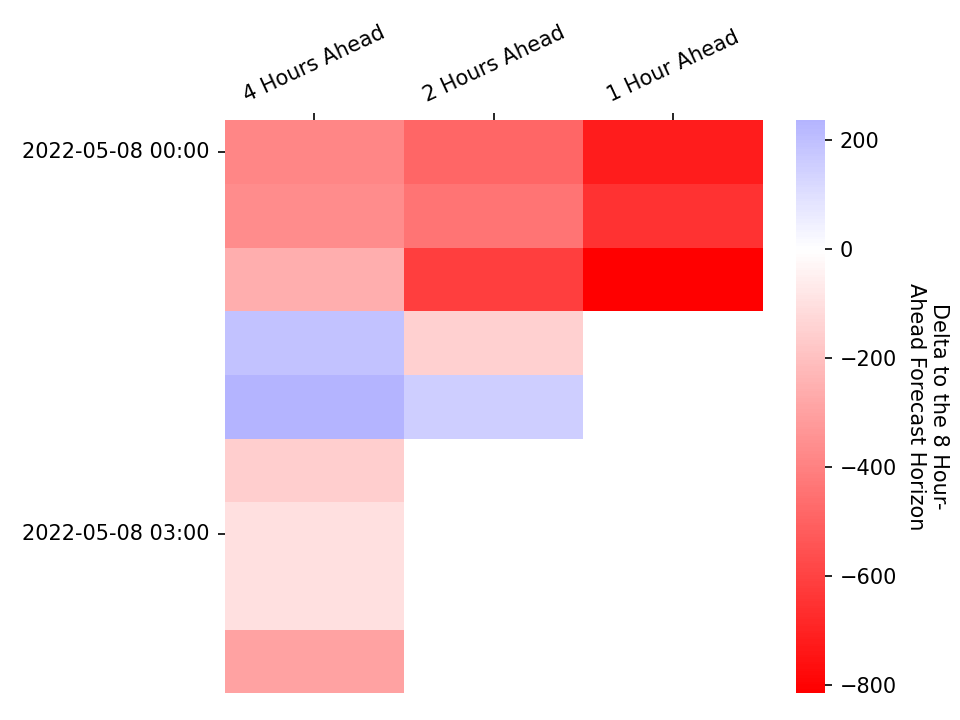 4 Hours Ahead
2 Hours Ahead
1 Hour Ahead
2022-05-08 00:00
2022-05-08 03:00
200
0
−200
−400
−600
−800
Delta to the 8 Hour-
Ahead Forecast Horizon